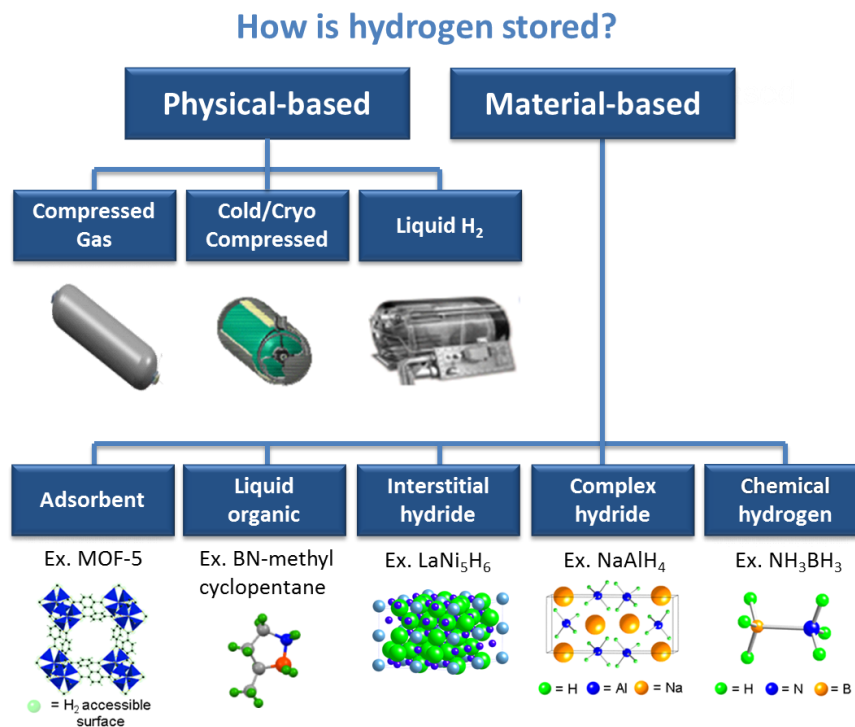 How is hydrogen stored?
Physical-based
Material-based
Compressed
Gas
Cold/Cryo
Compressed
Liquid H₂
Adsorbent
Liquid
organic
Interstitial
hydride
Complex
hydride
Chemical
hydrogen
Ex. MOF-5
Ex. BN-methyl
cyclopentane
Ex. LaNi₅H₆
Ex. NaAlH₄
Ex. NH₃BH₃
= H₂ accessible
surface
= H = Al = Na
= H = N = B